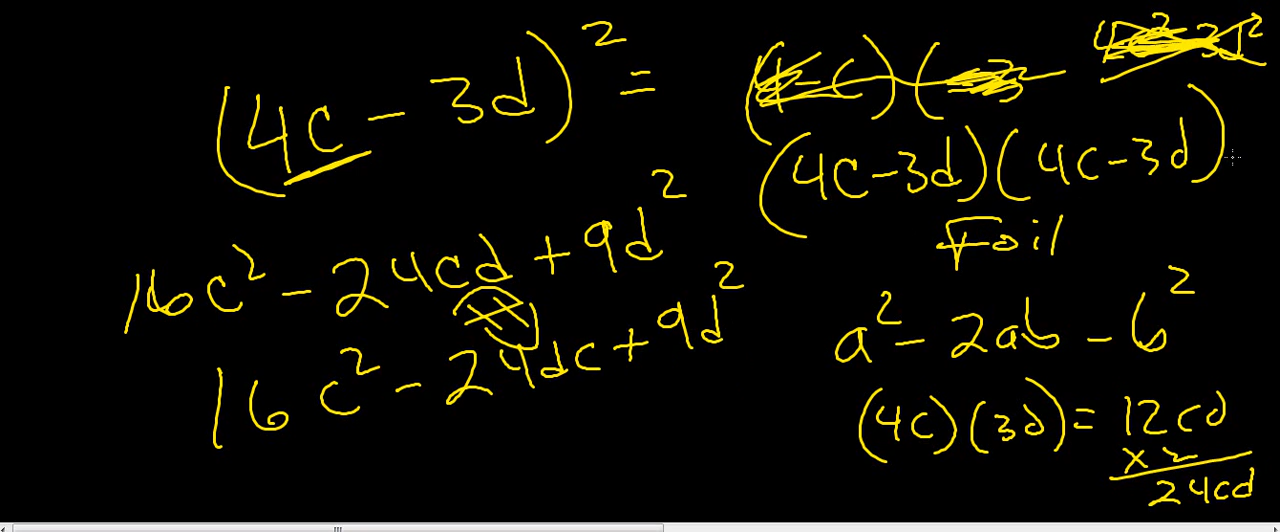 (4c - 3d)² =
(4c - 3d)(4c - 3d)
Foil
16c² - 24cd + 9d²
16c² - 24dc + 9d²
a² - 2ab - b²
(4c)(3d) = 12cd
x 2
24cd